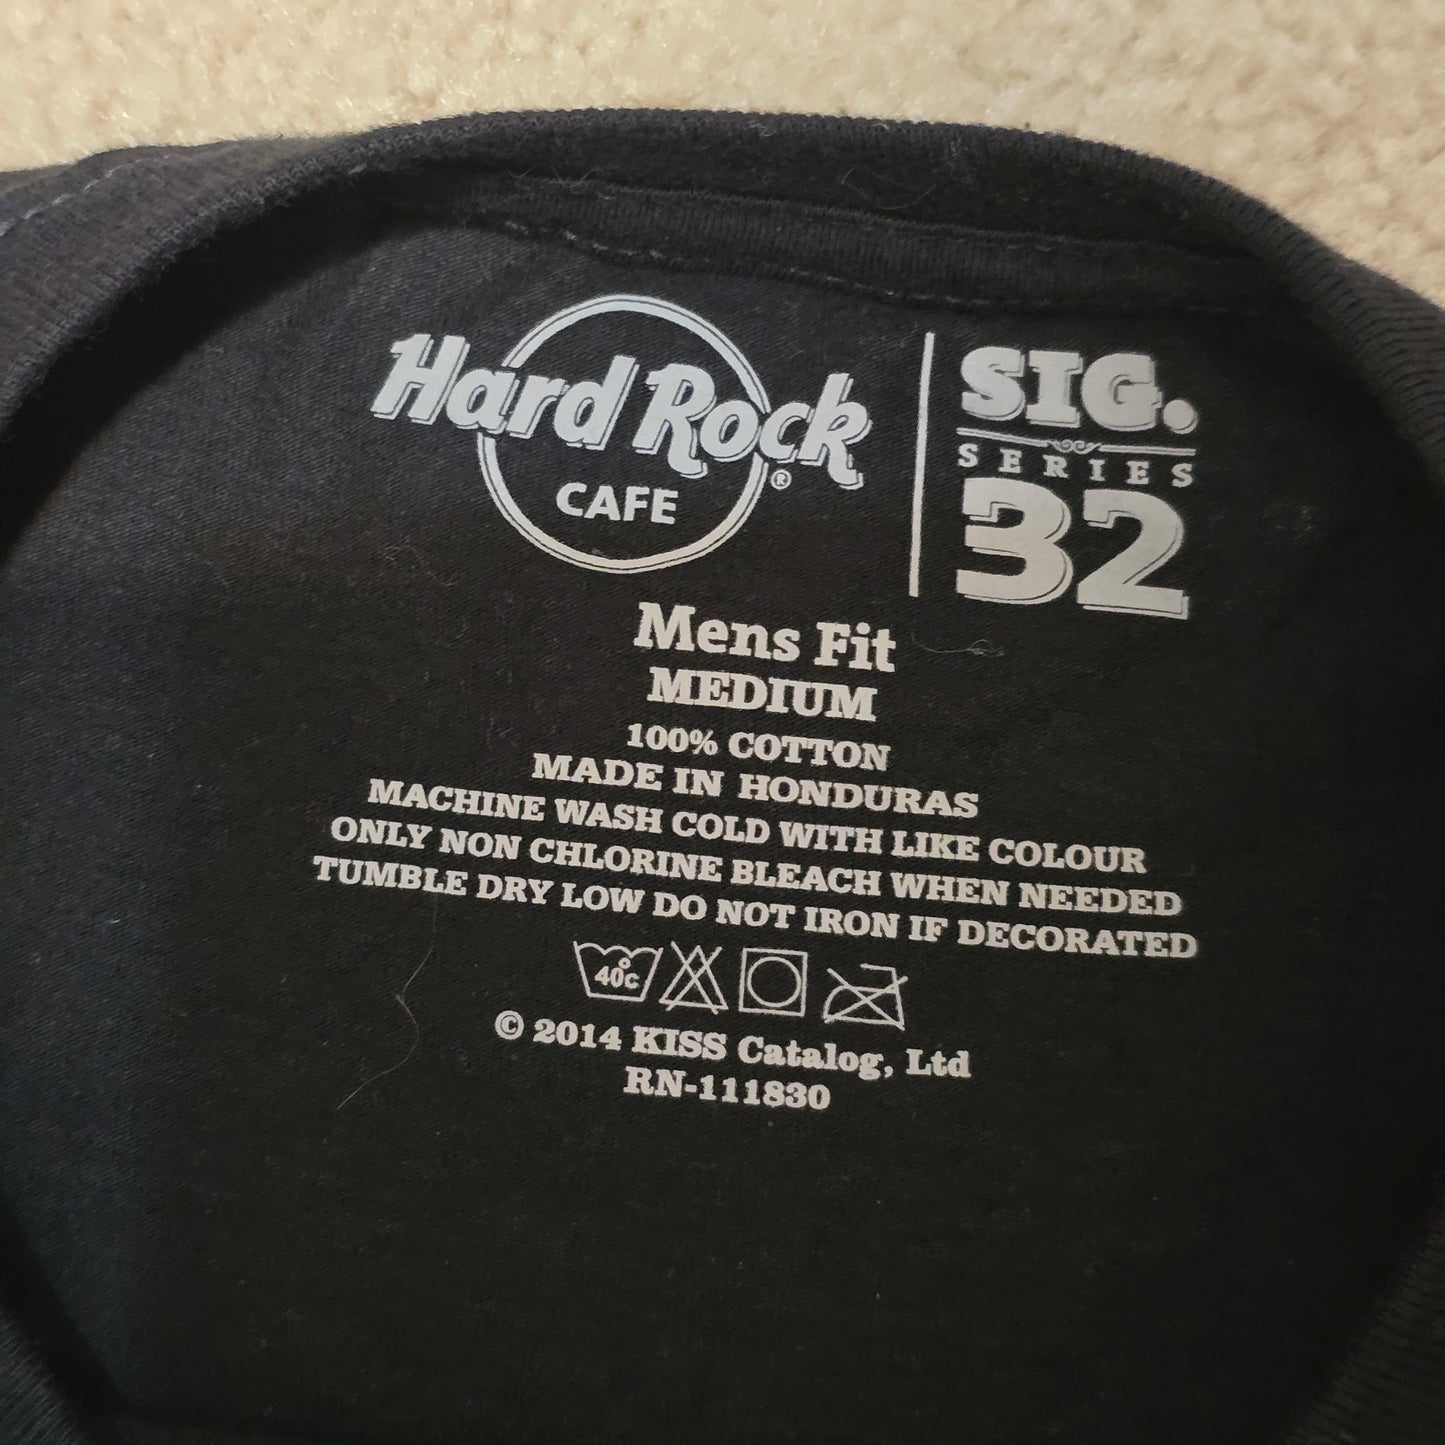 Hard Rock ®
CAFE
SIG.
SERIES
32
Mens Fit
MEDIUM
100% COTTON
MADE IN HONDURAS
MACHINE WASH COLD WITH LIKE COLOUR
ONLY NON CHLORINE BLEACH WHEN NEEDED
TUMBLE DRY LOW DO NOT IRON IF DECORATED
40c
© 2014 KISS Catalog, Ltd
RN-111830